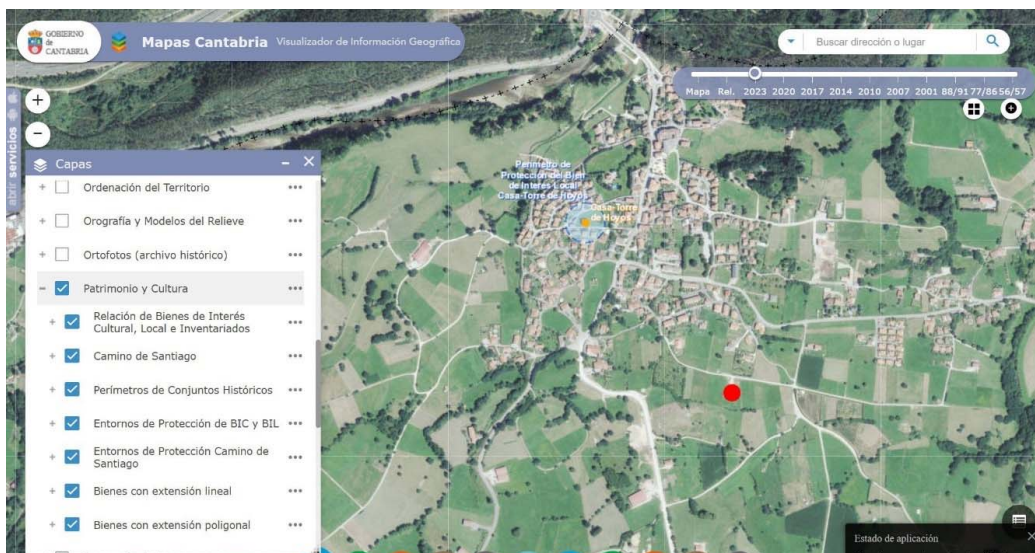 GOBIERNO
de
CANTABRIA
Mapas Cantabria Visualizador de Información Geográfica
Buscar dirección o lugar
Mapa Rel. 2023 2020 2017 2014 2010 2007 2001 88/91 77/86 56/57
abrir servicios
Capas
Ordenación del Territorio
Orografía y Modelos del Relieve
Ortofotos (archivo histórico)
Patrimonio y Cultura
Relación de Bienes de Interés
Cultural, Local e Inventariados
Camino de Santiago
Perímetros de Conjuntos Históricos
Entornos de Protección de BIC y BIL
Entornos de Protección Camino de
Santiago
Bienes con extensión lineal
Bienes con extensión poligonal
Perímetro de
Protección del Bien
de Interés Local
Casa-Torre de Hoyos
Casa-Torre
de Hoyos
Estado de aplicación